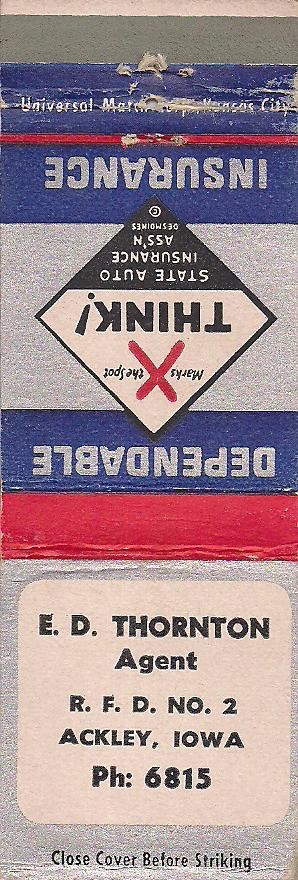 Universal Match Corp., Kansas City
DEPENDABLE
X
Marks the Spot
THINK!
STATE AUTO
INSURANCE
ASS'N
DES MOINES
©
INSURANCE
E. D. THORNTON
Agent
R. F. D. NO. 2
ACKLEY, IOWA
Ph: 6815
Close Cover Before Striking